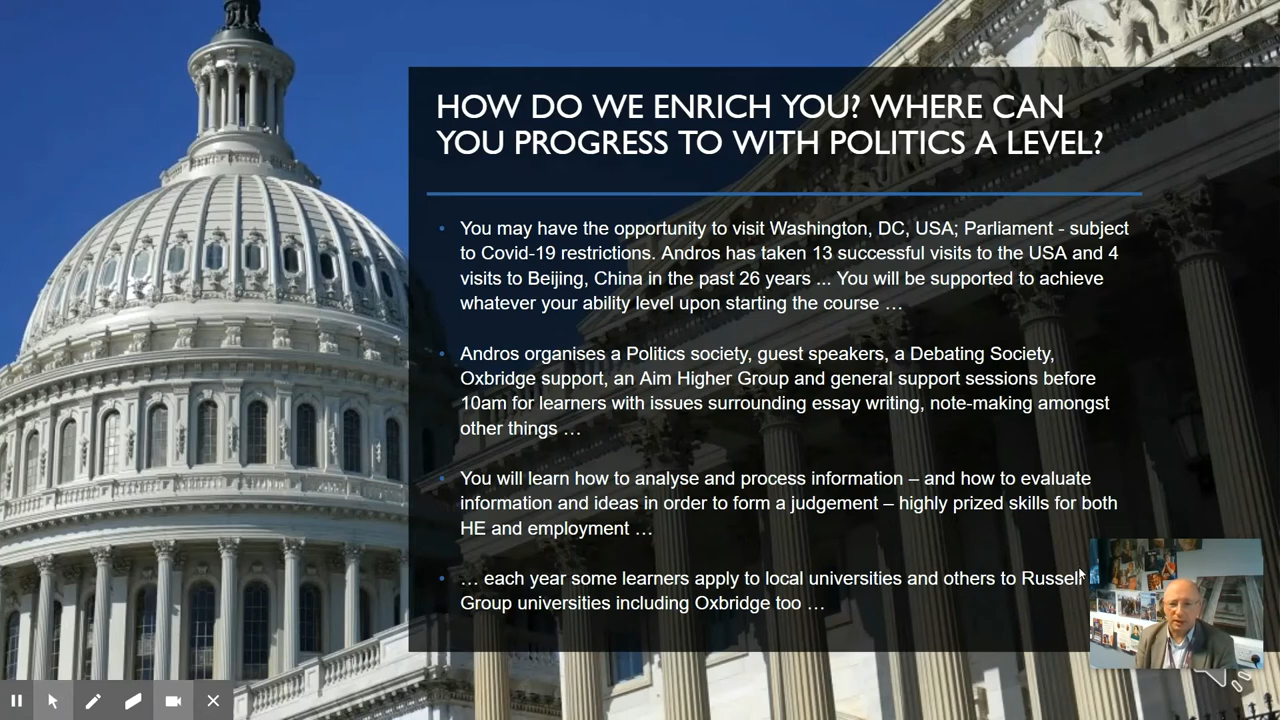 HOW DO WE ENRICH YOU? WHERE CAN
YOU PROGRESS TO WITH POLITICS A LEVEL?
• You may have the opportunity to visit Washington, DC, USA; Parliament - subject
to Covid-19 restrictions. Andros has taken 13 successful visits to the USA and 4
visits to Beijing, China in the past 26 years ... You will be supported to achieve
whatever your ability level upon starting the course …
• Andros organises a Politics society, guest speakers, a Debating Society,
Oxbridge support, an Aim Higher Group and general support sessions before
10am for learners with issues surrounding essay writing, note-making amongst
other things …
• You will learn how to analyse and process information – and how to evaluate
information and ideas in order to form a judgement – highly prized skills for both
HE and employment …
• … each year some learners apply to local universities and others to Russell
Group universities including Oxbridge too …